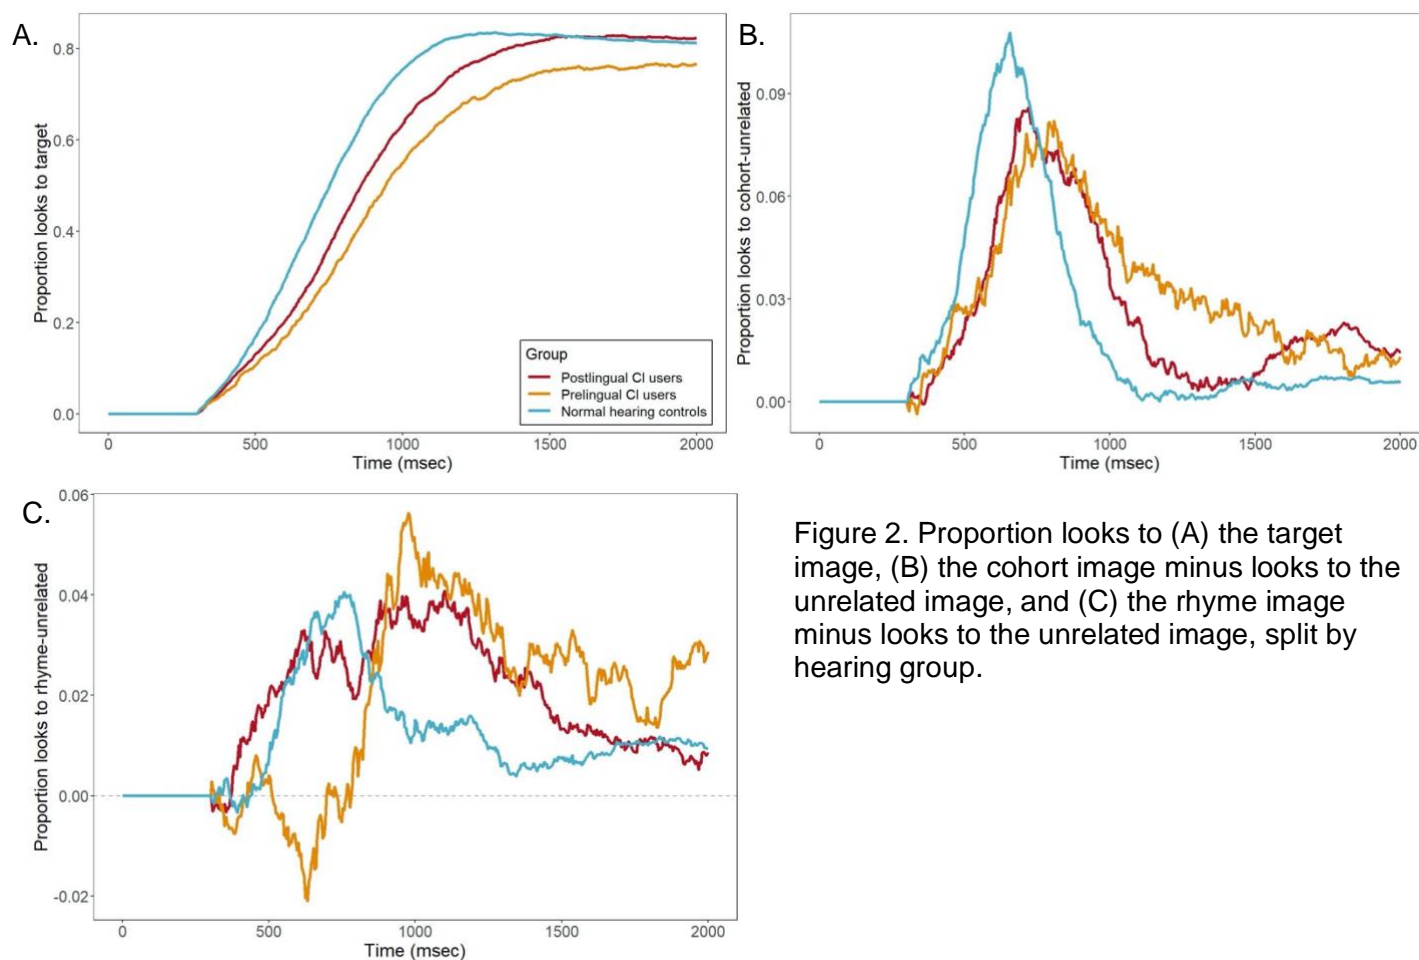 A.
0.8
0.6
0.4
0.2
0.0
Proportion looks to target
Group
Postlingual CI users
Prelingual CI users
Normal hearing controls
0 500 1000 1500 2000
Time (msec)
B.
0.09
0.06
0.03
0.00
Proportion looks to cohort-unrelated
0 500 1000 1500 2000
Time (msec)
C.
0.06
0.04
0.02
0.00
-0.02
Proportion looks to rhyme-unrelated
0 500 1000 1500 2000
Time (msec)
Figure 2. Proportion looks to (A) the target
image, (B) the cohort image minus looks to the
unrelated image, and (C) the rhyme image
minus looks to the unrelated image, split by
hearing group.